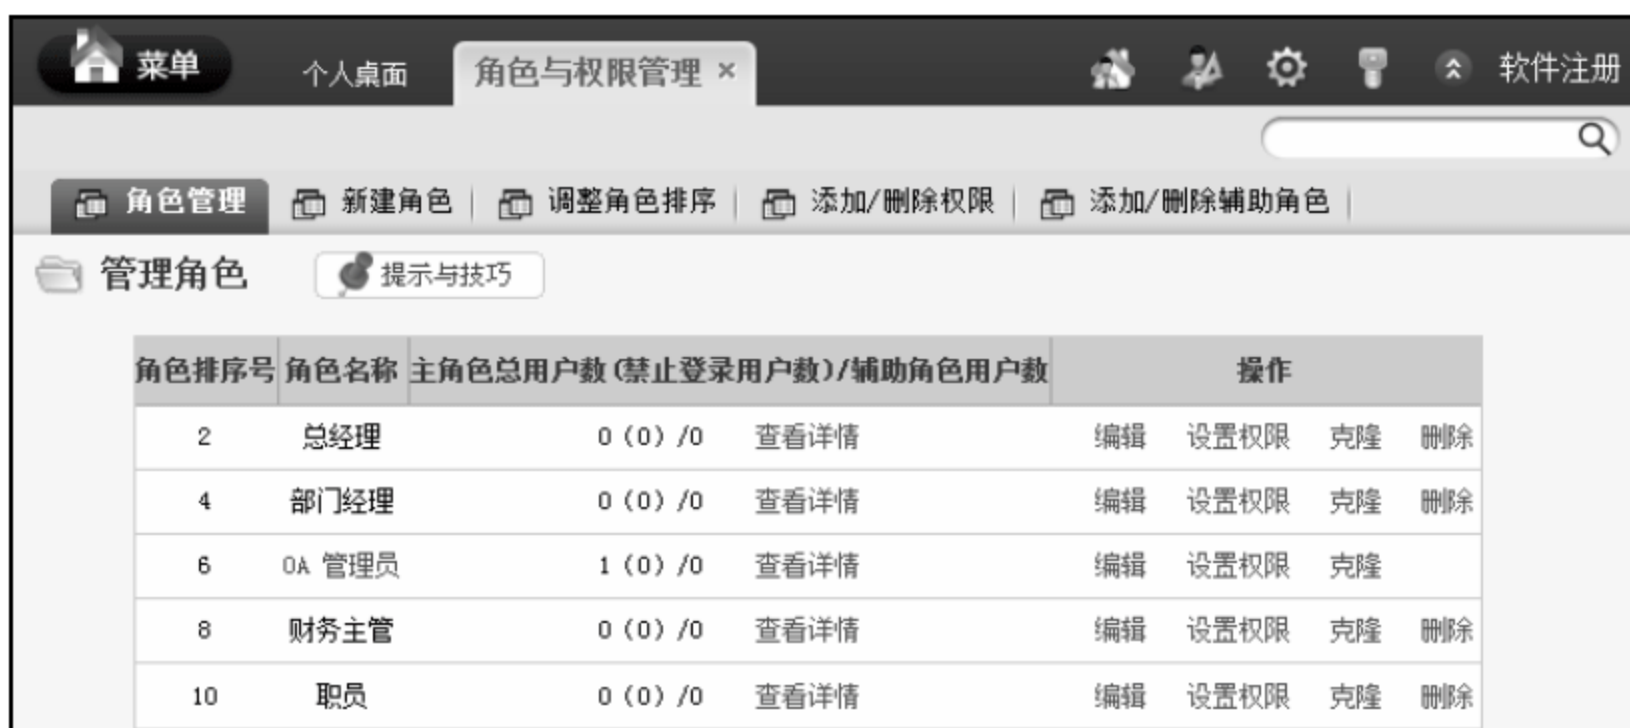 菜单 个人桌面 角色与权限管理 × 软件注册
角色管理 新建角色 调整角色排序 添加/删除权限 添加/删除辅助角色
管理角色 提示与技巧
角色排序号 角色名称 主角色总用户数(禁止登录用户数)/辅助角色用户数 操作
2 总经理 0 (0) /0 查看详情 编辑 设置权限 克隆 删除
4 部门经理 0 (0) /0 查看详情 编辑 设置权限 克隆 删除
6 OA 管理员 1 (0) /0 查看详情 编辑 设置权限 克隆
8 财务主管 0 (0) /0 查看详情 编辑 设置权限 克隆 删除
10 职员 0 (0) /0 查看详情 编辑 设置权限 克隆 删除